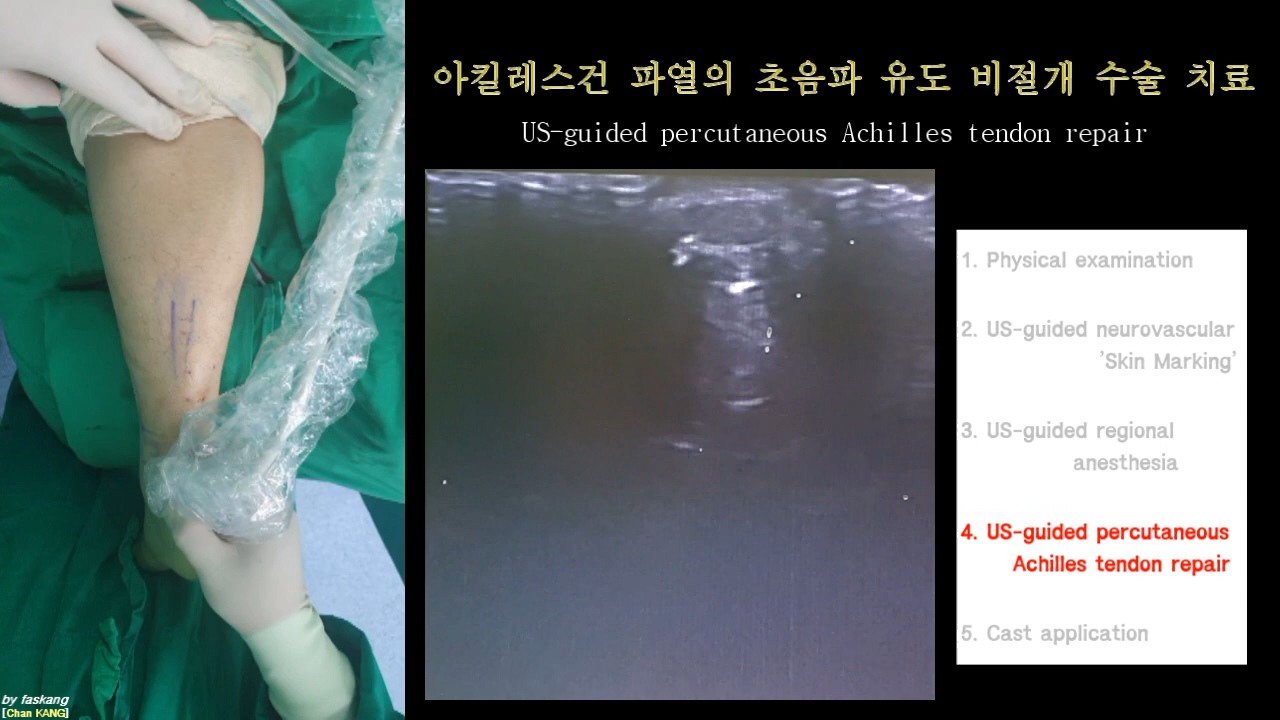 아킬레스건 파열의 초음파 유도 비절개 수술 치료
US-guided percutaneous Achilles tendon repair
1. Physical examination
2. US-guided neurovascular
'Skin Marking'
3. US-guided regional
anesthesia
4. US-guided percutaneous
Achilles tendon repair
5. Cast application
by faskang
[Chan KANG]